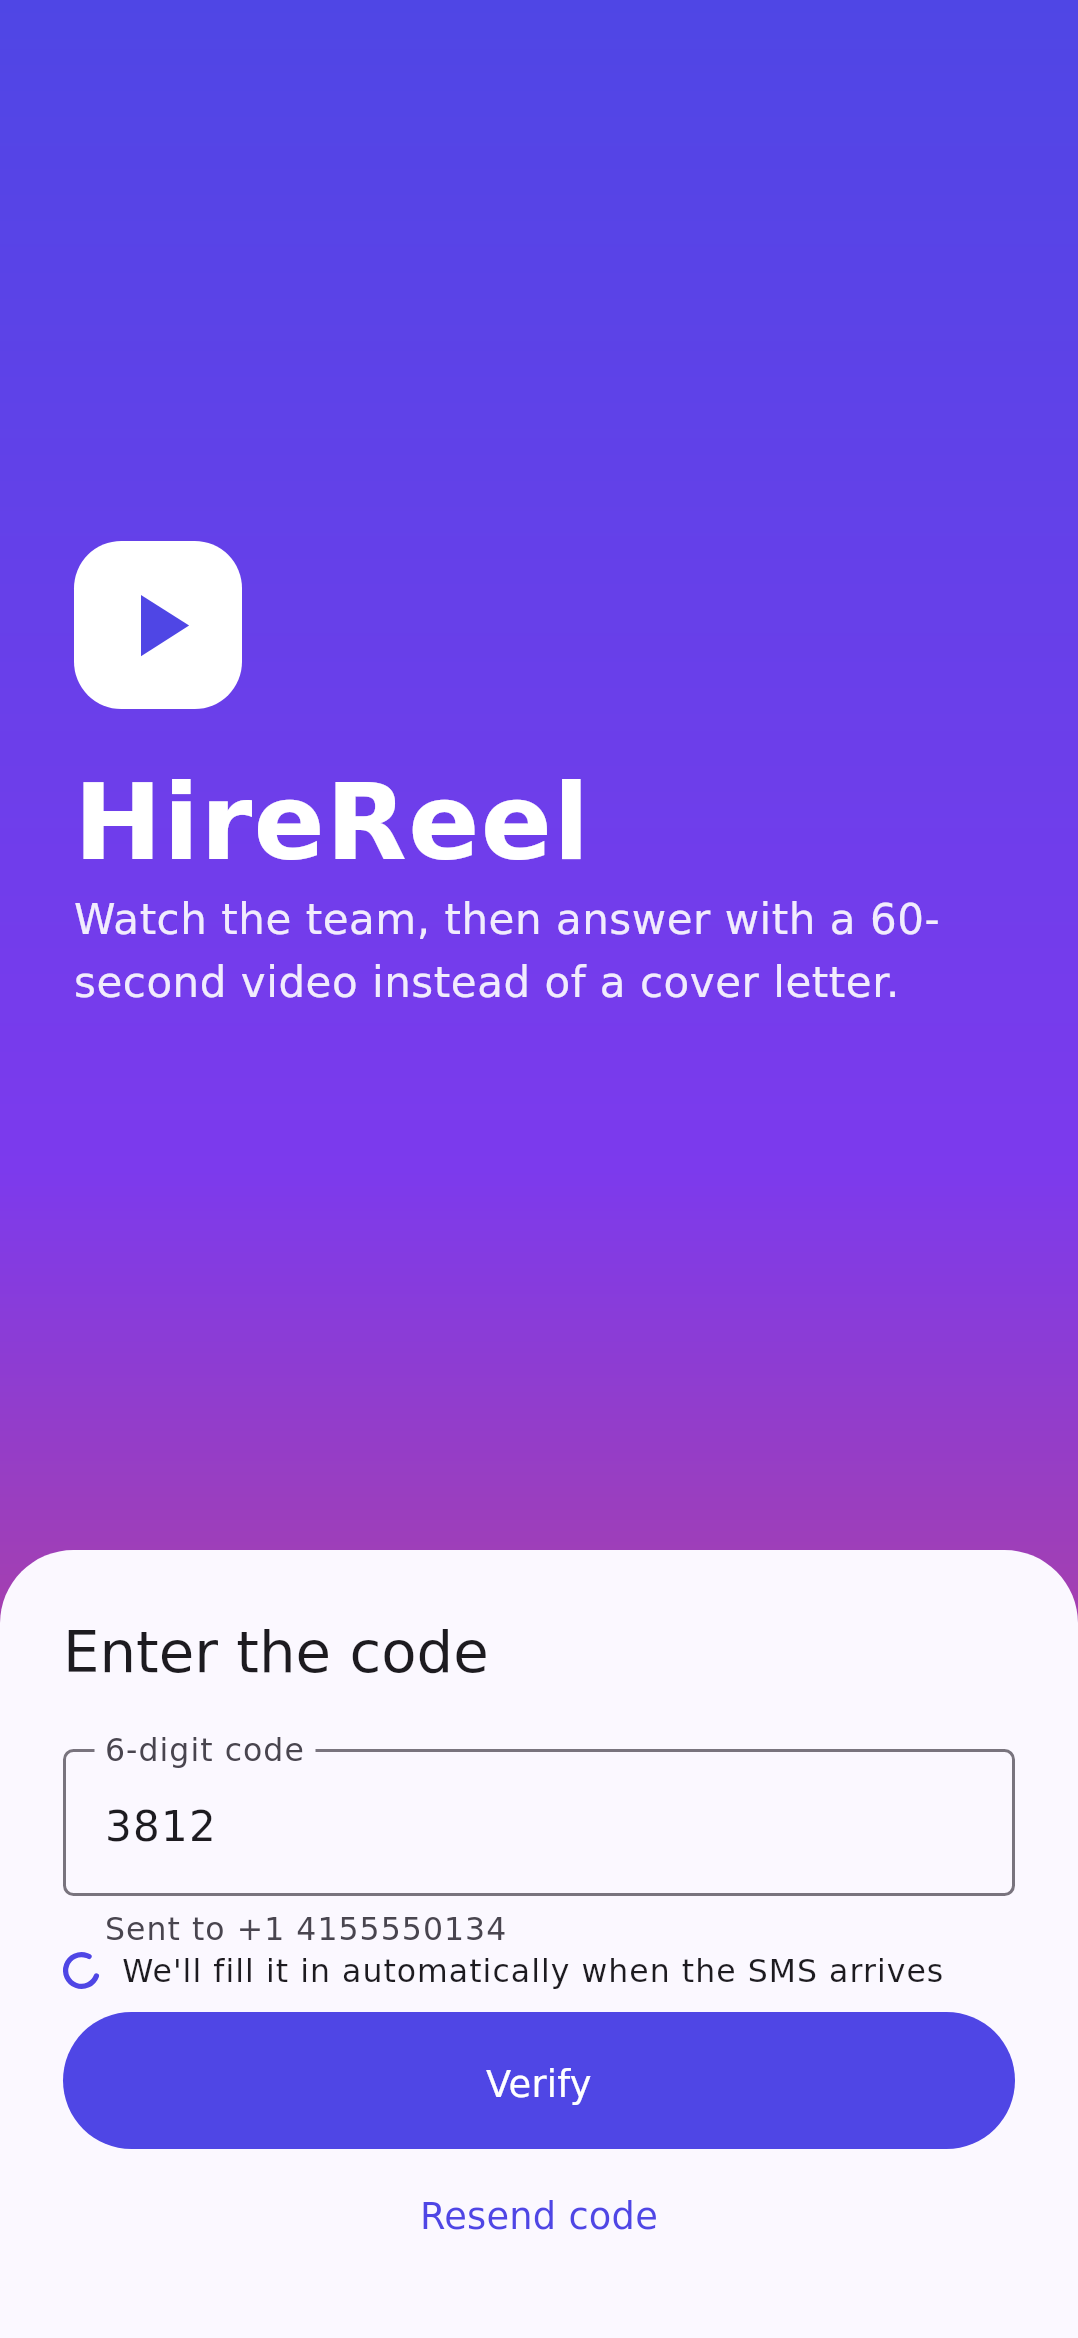 HireReel
Watch the team, then answer with a 60-
second video instead of a cover letter.
Enter the code
6-digit code
3812
Sent to +1 4155550134
We'll fill it in automatically when the SMS arrives
Verify
Resend code